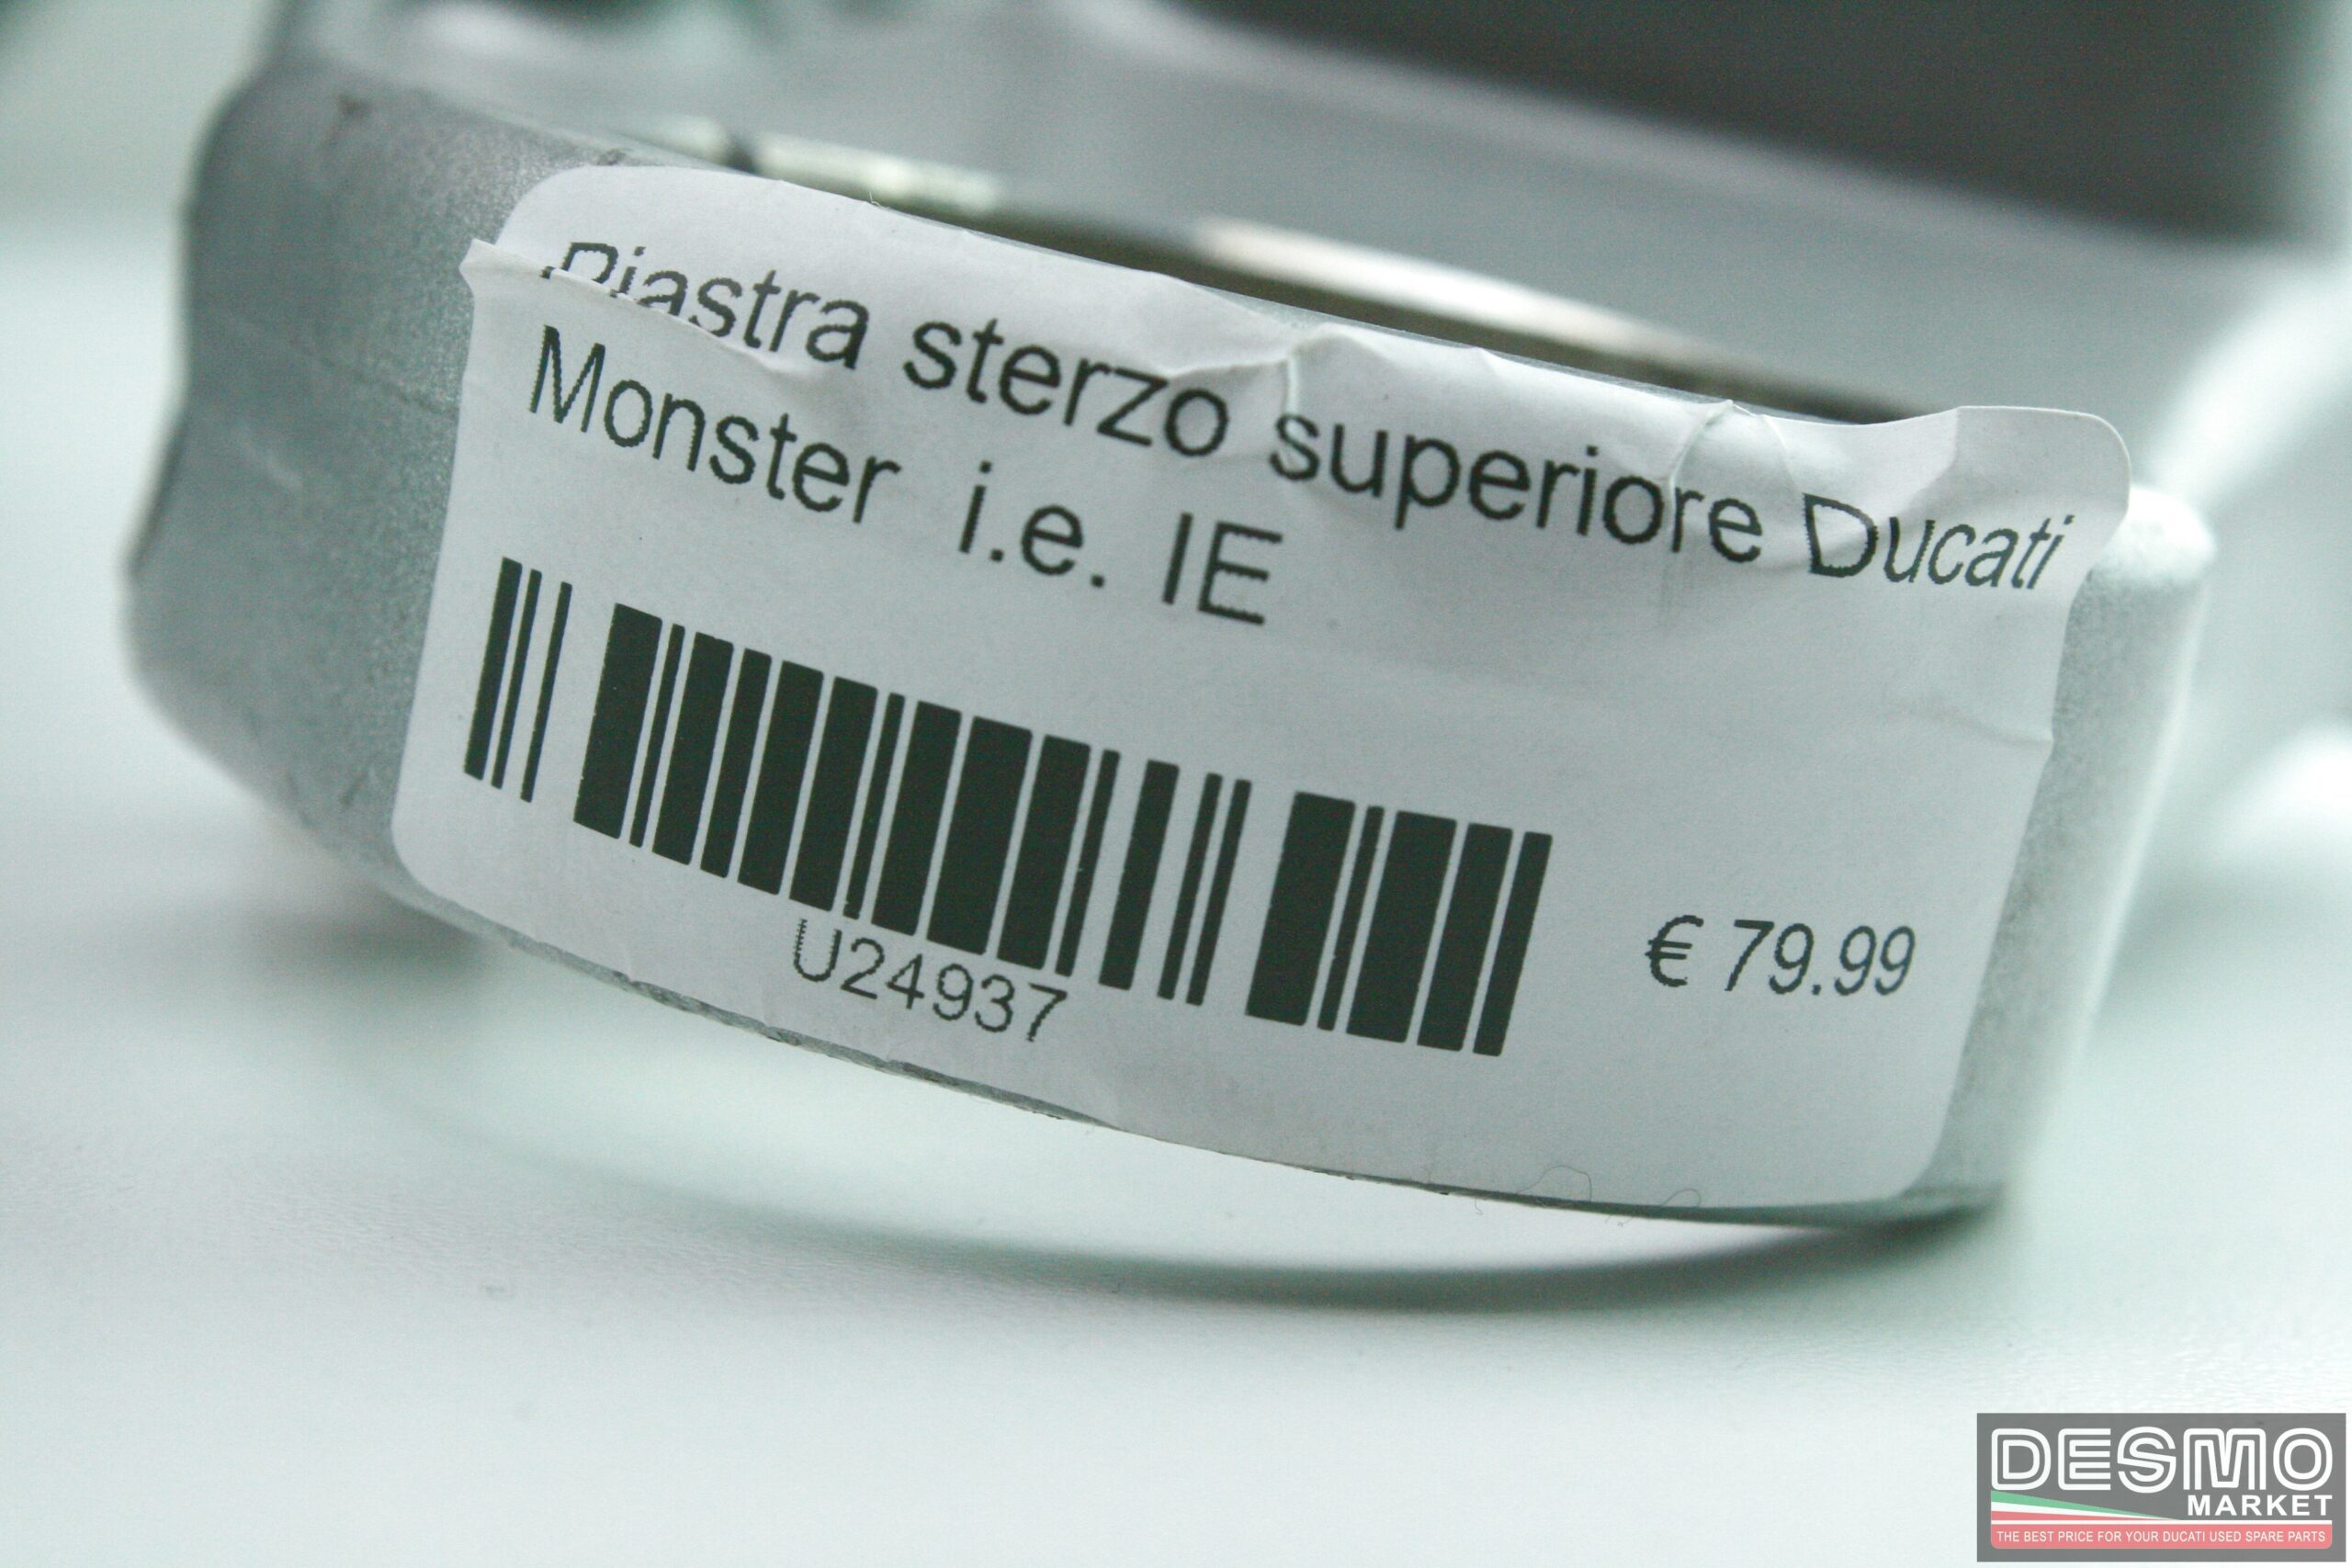 Piastra sterzo superiore Ducati
Monster i.e. IE
U24937
€ 79.99
DESMO
MARKET
THE BEST PRICE FOR YOUR DUCATI USED SPARE PARTS